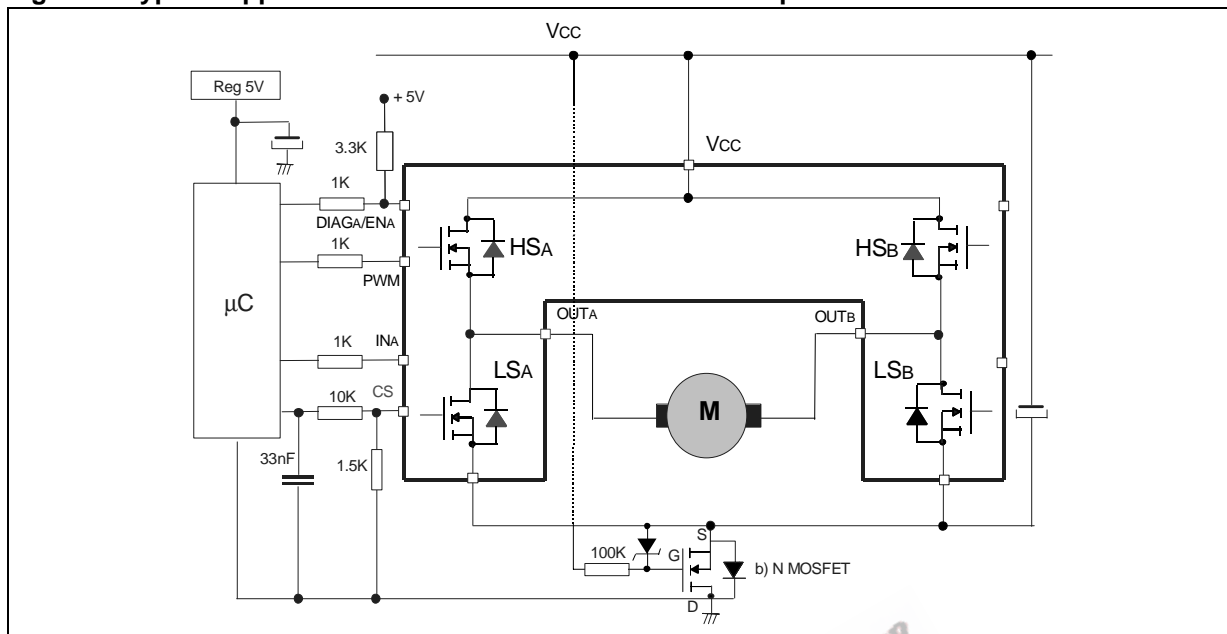 VCC
Reg 5V
+ 5V
3.3K
VCC
1K
DIAGA/ENA
HSA
HSB
1K
PWM
µC
OUTA
OUTB
1K
INA
LSA
LSB
10K
CS
M
33nF
1.5K
100K
G
S
D
b) N MOSFET